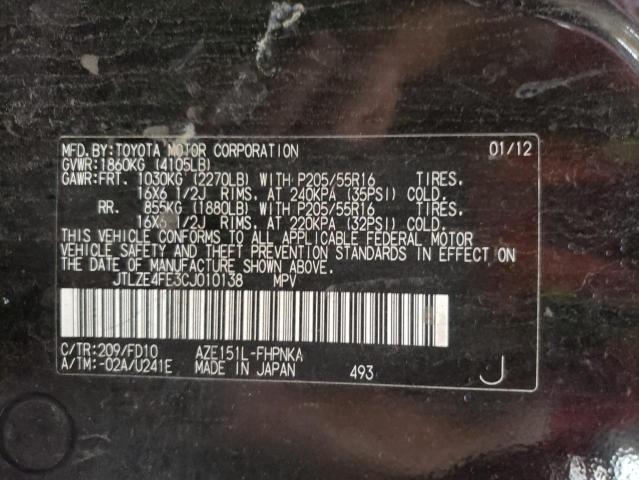 MFD.BY:TOYOTA MOTOR CORPORATION 01/12
GVWR:1860KG (4105LB)
GAWR:FRT. 1030KG (2270LB) WITH P205/55R16 TIRES.
16X6 1/2J RIMS. AT 240KPA (35PSI) COLD.
RR. 855KG (1880LB) WITH P205/55R16 TIRES.
16X6 1/2J RIMS. AT 220KPA (32PSI) COLD.
THIS VEHICLE CONFORMS TO ALL APPLICABLE FEDERAL MOTOR
VEHICLE SAFETY AND THEFT PREVENTION STANDARDS IN EFFECT ON
THE DATE OF MANUFACTURE SHOWN ABOVE.
JTLZE4FE3CJ010138 MPV
C/TR:209/FD10 AZE151L-FHPNKA
A/TM:-02A/U241E MADE IN JAPAN 493 J